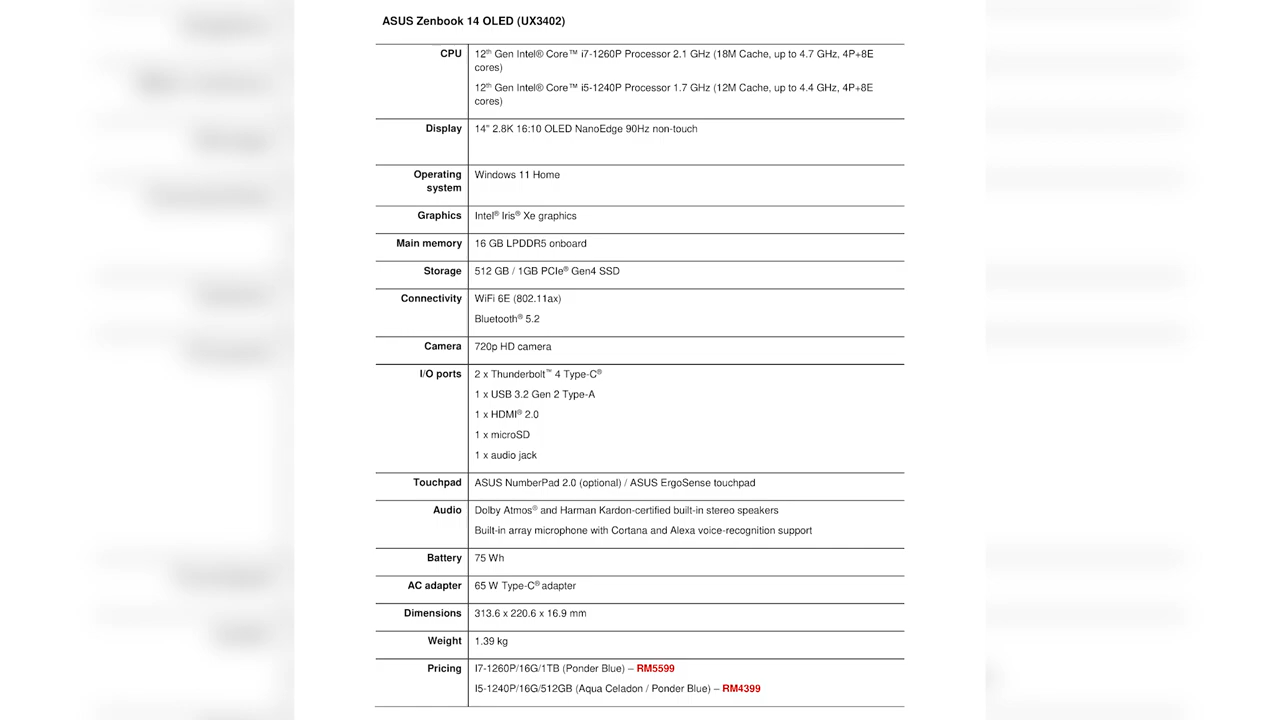 ASUS Zenbook 14 OLED (UX3402)
CPU
12th Gen Intel® Core™ i7-1260P Processor 2.1 GHz (18M Cache, up to 4.7 GHz, 4P+8E
cores)
12th Gen Intel® Core™ i5-1240P Processor 1.7 GHz (12M Cache, up to 4.4 GHz, 4P+8E
cores)
Display
14" 2.8K 16:10 OLED NanoEdge 90Hz non-touch
Operating
system
Windows 11 Home
Graphics
Intel® Iris® Xe graphics
Main memory
16 GB LPDDR5 onboard
Storage
512 GB / 1GB PCIe® Gen4 SSD
Connectivity
WiFi 6E (802.11ax)
Bluetooth® 5.2
Camera
720p HD camera
I/O ports
2 x Thunderbolt™ 4 Type-C®
1 x USB 3.2 Gen 2 Type-A
1 x HDMI® 2.0
1 x microSD
1 x audio jack
Touchpad
ASUS NumberPad 2.0 (optional) / ASUS ErgoSense touchpad
Audio
Dolby Atmos® and Harman Kardon-certified built-in stereo speakers
Built-in array microphone with Cortana and Alexa voice-recognition support
Battery
75 Wh
AC adapter
65 W Type-C® adapter
Dimensions
313.6 x 220.6 x 16.9 mm
Weight
1.39 kg
Pricing
I7-1260P/16G/1TB (Ponder Blue) – RM5599
I5-1240P/16G/512GB (Aqua Celadon / Ponder Blue) – RM4399